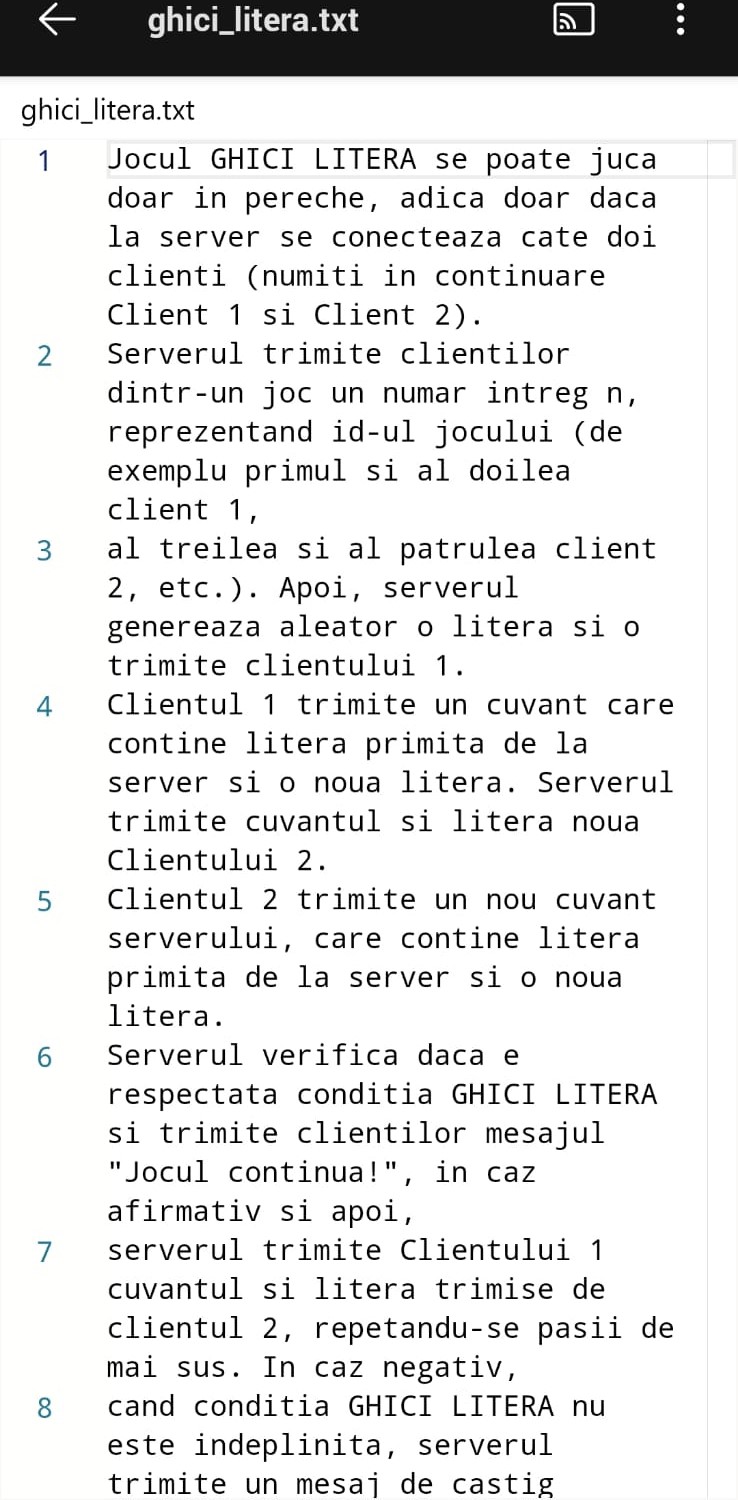 ghici_litera.txt
ghici_litera.txt
1 Jocul GHICI LITERA se poate juca
doar in pereche, adica doar daca
la server se conecteaza cate doi
clienti (numiti in continuare
Client 1 si Client 2).
2 Serverul trimite clientilor
dintr-un joc un numar intreg n,
reprezentand id-ul jocului (de
exemplu primul si al doilea
client 1,
3 al treilea si al patrulea client
2, etc.). Apoi, serverul
genereaza aleator o litera si o
trimite clientului 1.
4 Clientul 1 trimite un cuvant care
contine litera primita de la
server si o noua litera. Serverul
trimite cuvantul si litera noua
Clientului 2.
5 Clientul 2 trimite un nou cuvant
serverului, care contine litera
primita de la server si o noua
litera.
6 Serverul verifica daca e
respectata conditia GHICI LITERA
si trimite clientilor mesajul
"Jocul continua!", in caz
afirmativ si apoi,
7 serverul trimite Clientului 1
cuvantul si litera trimise de
clientul 2, repetandu-se pasii de
mai sus. In caz negativ,
8 cand conditia GHICI LITERA nu
este indeplinita, serverul
trimite un mesaj de castig